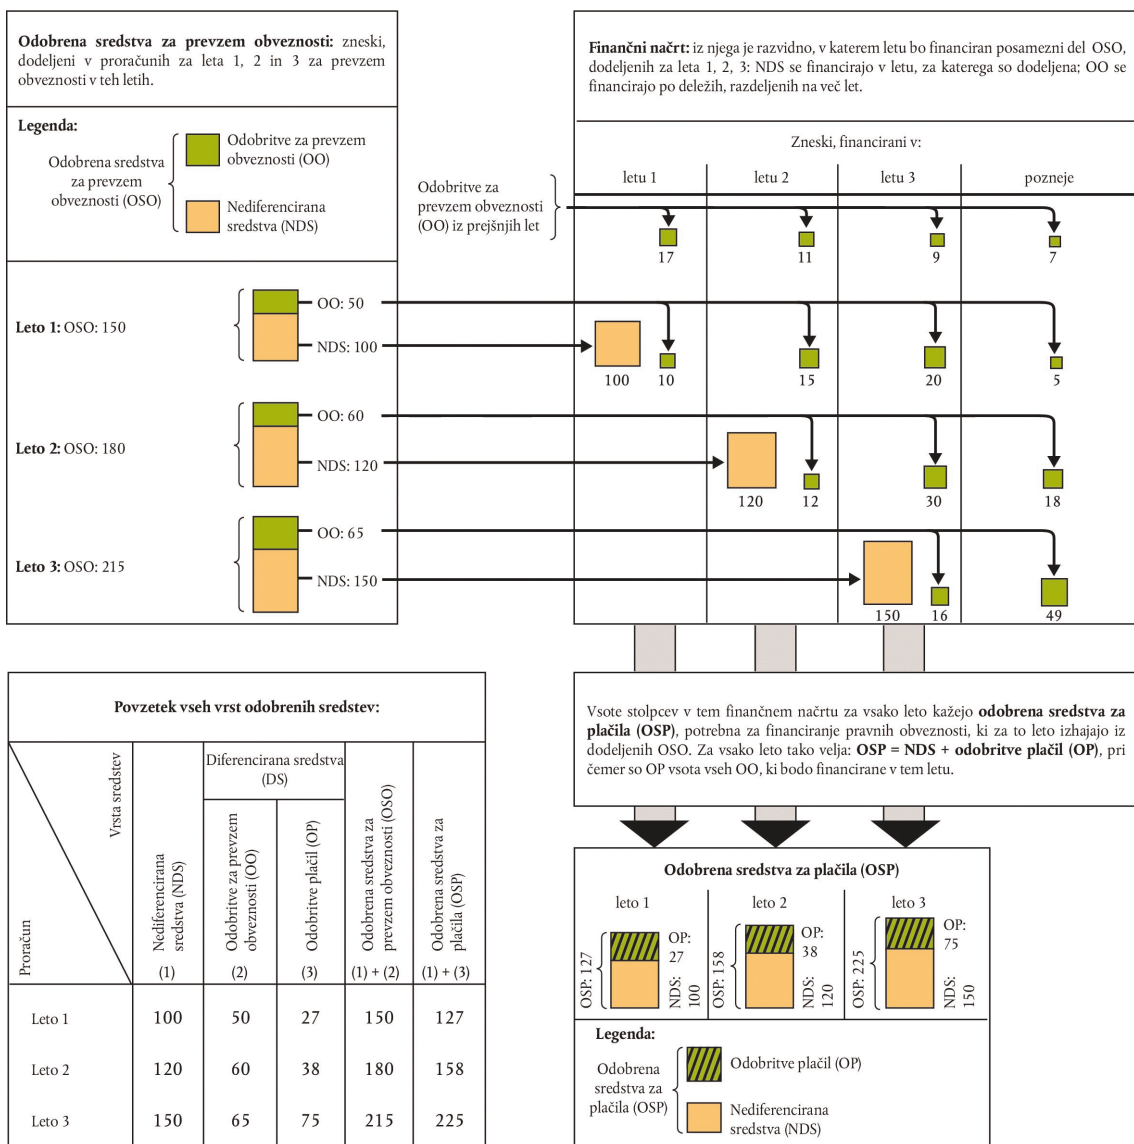 Odobrena sredstva za prevzem obveznosti: zneski,
dodeljeni v proračunih za leta 1, 2 in 3 za prevzem
obveznosti v teh letih.
Legenda:
Odobrena sredstva
za prevzem
obveznosti (OSO)
Odobritve za prevzem
obveznosti (OO)
Nediferencirana
sredstva (NDS)
Finančni načrt: iz njega je razvidno, v katerem letu bo financiran posamezni del OSO,
dodeljenih za leta 1, 2, 3: NDS se financirajo v letu, za katerega so dodeljena; OO se
financirajo po deležih, razdeljenih na več let.
Zneski, financirani v:
letu 1 letu 2 letu 3 pozneje
Odobritve za
prevzem obveznosti
(OO) iz prejšnjih let
17 11 9 7
Leto 1: OSO: 150
OO: 50
NDS: 100
100 10 15 20 5
Leto 2: OSO: 180
OO: 60
NDS: 120
120 12 30 18
Leto 3: OSO: 215
OO: 65
NDS: 150
150 16 49
Povzetek vseh vrst odobrenih sredstev:
Proračun
Vrsta sredstev
Nediferencirana
sredstva (NDS)
(1)
Diferencirana sredstva
(DS)
Odobritve za prevzem
obveznosti (OO)
(2)
Odobritve plačil (OP)
(3)
Odobrena sredstva za
prevzem obveznosti (OSO)
(1) + (2)
Odobrena sredstva za
plačila (OSP)
(1) + (3)
Leto 1 100 50 27 150 127
Leto 2 120 60 38 180 158
Leto 3 150 65 75 215 225
Vsote stolpcev v tem finančnem načrtu za vsako leto kažejo odobrena sredstva za
plačila (OSP), potrebna za financiranje pravnih obveznosti, ki za to leto izhajajo iz
dodeljenih OSO. Za vsako leto tako velja: OSP = NDS + odobritve plačil (OP), pri
čemer so OP vsota vseh OO, ki bodo financirane v tem letu.
Odobrena sredstva za plačila (OSP)
leto 1 leto 2 leto 3
OSP: 127
OP:
27
NDS:
100
OSP: 158
OP:
38
NDS:
120
OSP: 225
OP:
75
NDS:
150
Legenda:
Odobrena
sredstva za
plačila (OSP)
Odobritve plačil (OP)
Nediferencirana
sredstva (NDS)